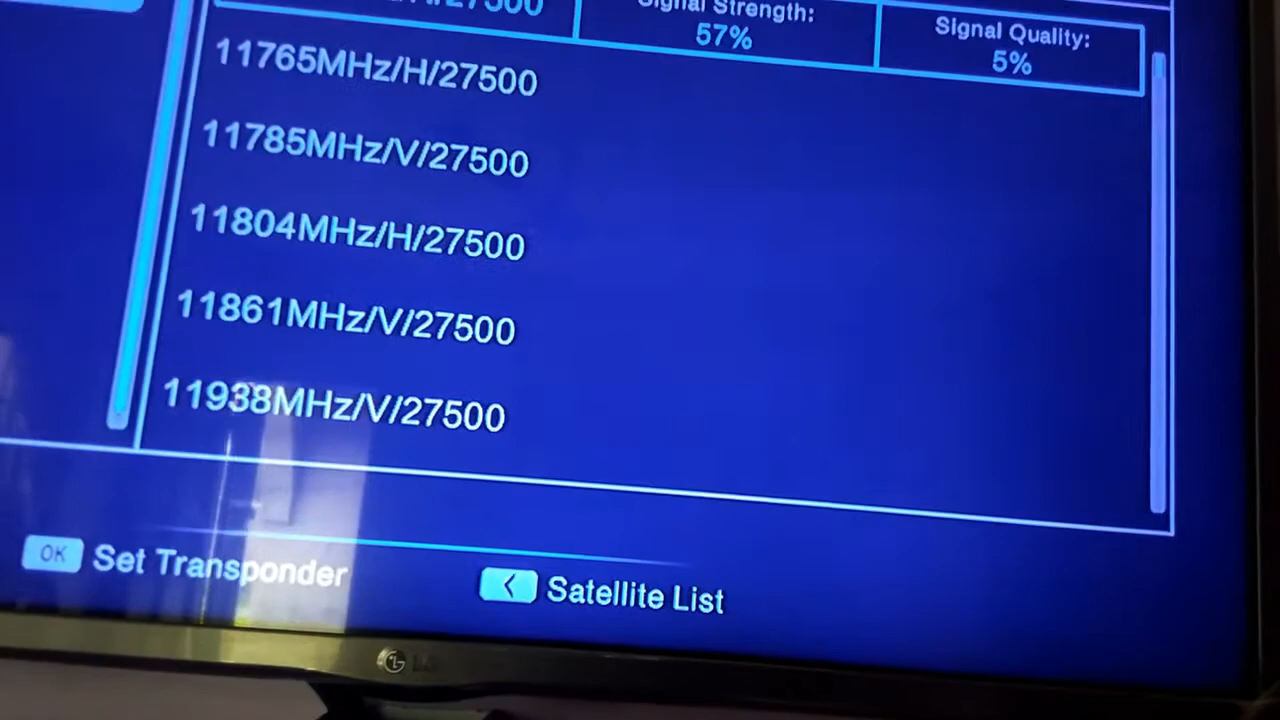 Signal Strength:
57%
Signal Quality:
5%
11765MHz/H/27500
11785MHz/V/27500
11804MHz/H/27500
11861MHz/V/27500
11938MHz/V/27500
OK Set Transponder
< Satellite List
LG